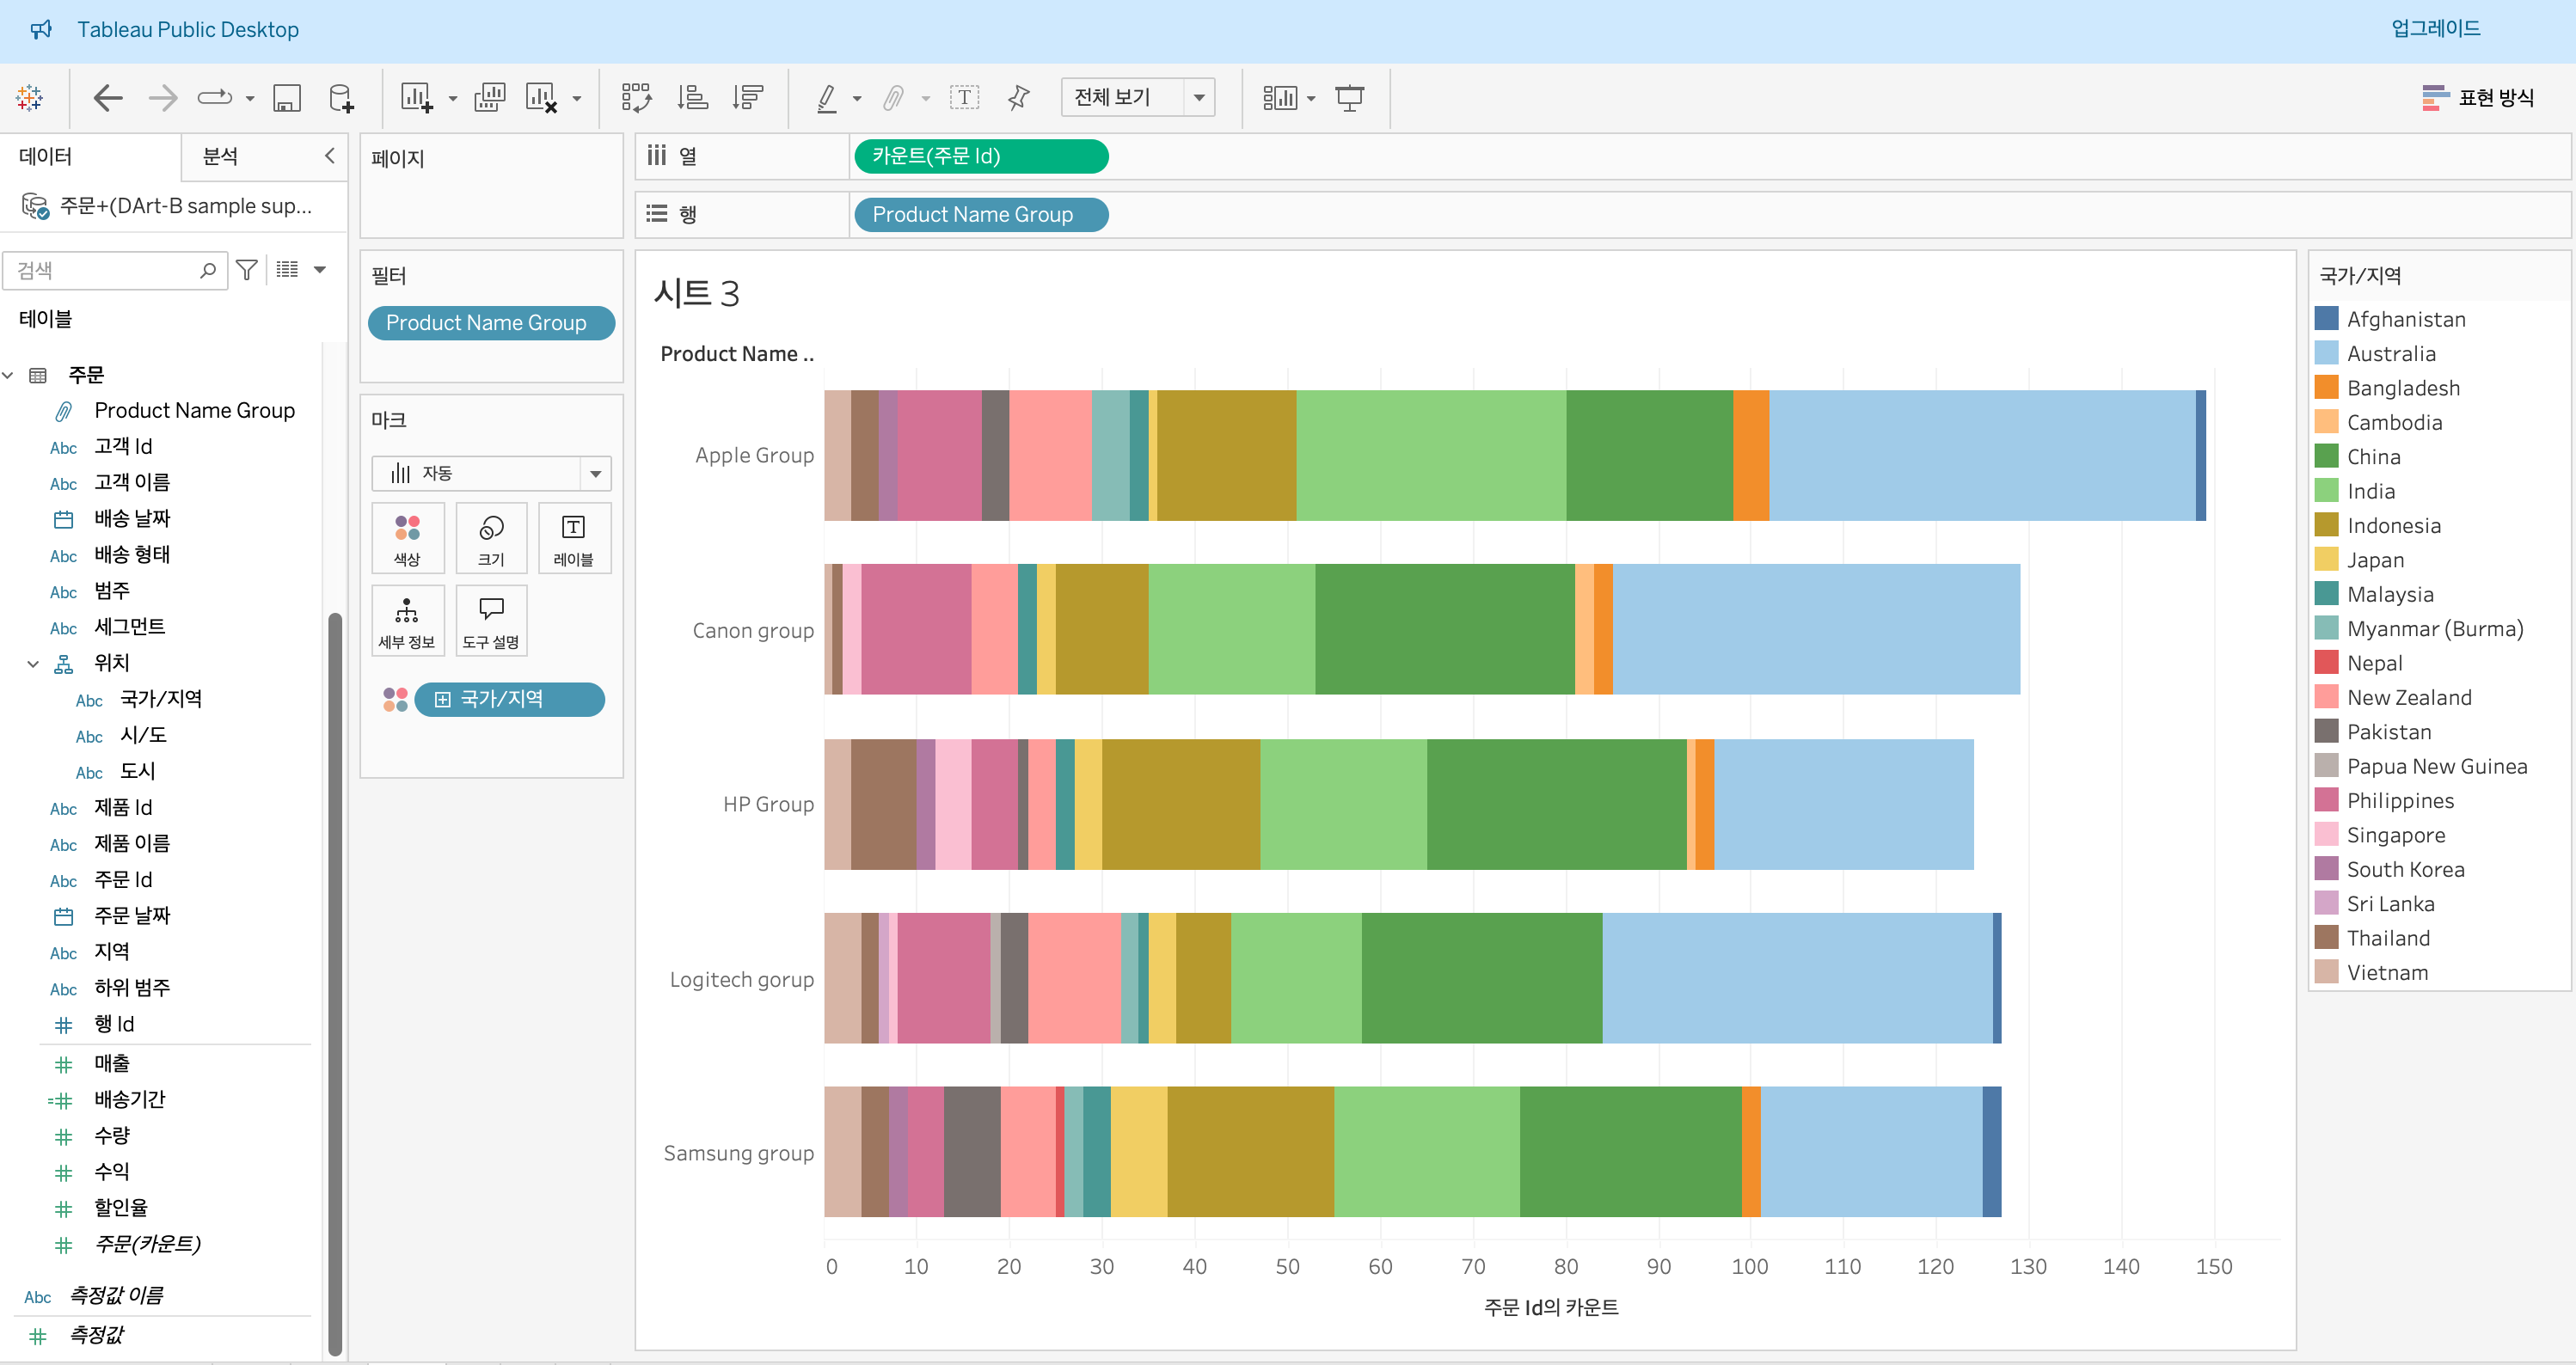 Tableau Public Desktop
업그레이드
전체 보기
표현 방식
데이터
분석
주문+(DArt-B sample sup...
검색
테이블
주문
Product Name Group
Abc 고객 Id
Abc 고객 이름
배송 날짜
Abc 배송 형태
Abc 범주
Abc 세그먼트
위치
Abc 국가/지역
Abc 시/도
Abc 도시
Abc 제품 Id
Abc 제품 이름
Abc 주문 Id
주문 날짜
Abc 지역
Abc 하위 범주
# 행 Id
# 매출
=# 배송기간
# 수량
# 수익
# 할인율
# 주문(카운트)
Abc 측정값 이름
# 측정값
페이지
필터
Product Name Group
마크
자동
색상
크기
레이블
세부 정보
도구 설명
국가/지역
열
카운트(주문 Id)
행
Product Name Group
시트 3
Product Name ..
Apple Group
Canon group
HP Group
Logitech gorup
Samsung group
0 10 20 30 40 50 60 70 80 90 100 110 120 130 140 150
주문 Id의 카운트
국가/지역
Afghanistan
Australia
Bangladesh
Cambodia
China
India
Indonesia
Japan
Malaysia
Myanmar (Burma)
Nepal
New Zealand
Pakistan
Papua New Guinea
Philippines
Singapore
South Korea
Sri Lanka
Thailand
Vietnam